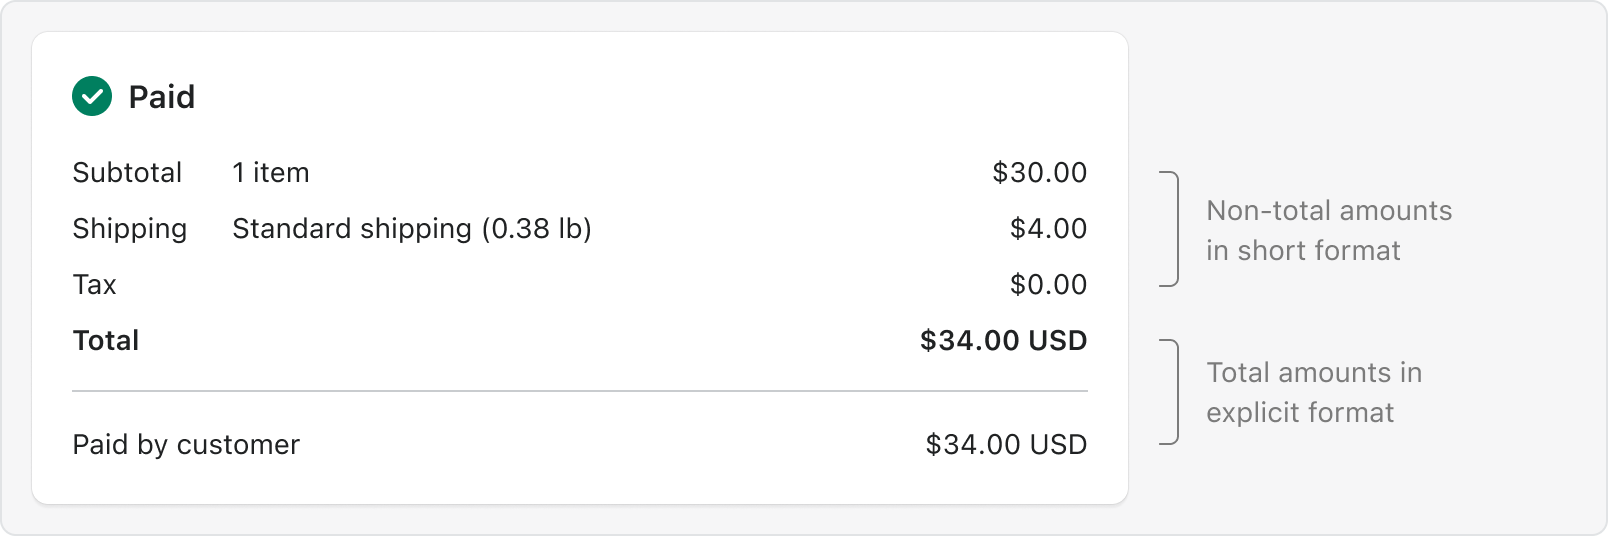 Paid
Subtotal 1 item $30.00
Shipping Standard shipping (0.38 lb) $4.00
Tax $0.00
Total $34.00 USD
Paid by customer $34.00 USD
Non-total amounts
in short format
Total amounts in
explicit format